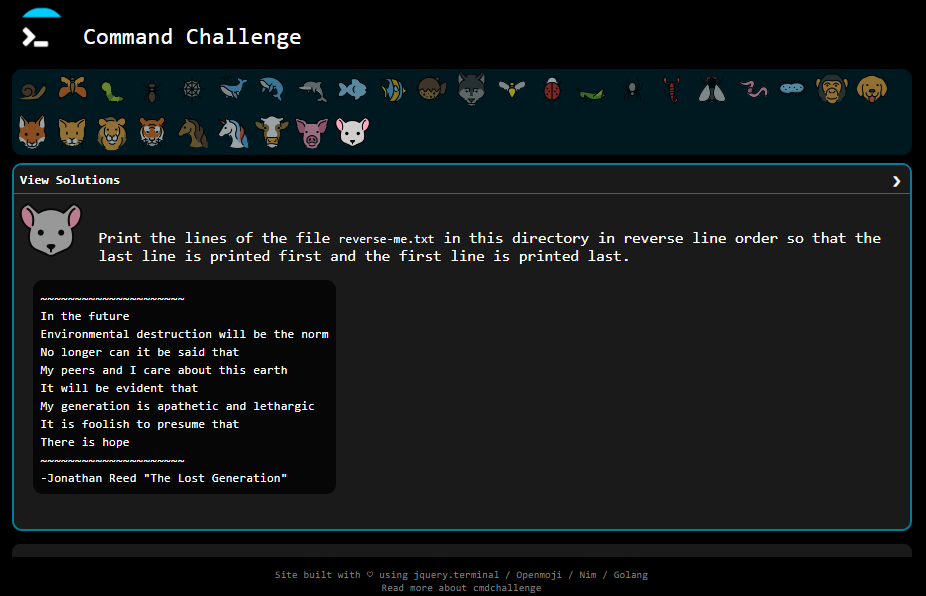 Command Challenge
View Solutions
Print the lines of the file reverse-me.txt in this directory in reverse line order so that the
last line is printed first and the first line is printed last.
~~~~~~~~~~~~~~~~~~~~~
In the future
Environmental destruction will be the norm
No longer can it be said that
My peers and I care about this earth
It will be evident that
My generation is apathetic and lethargic
It is foolish to presume that
There is hope
~~~~~~~~~~~~~~~~~~~~~
-Jonathan Reed "The Lost Generation"
Site built with ♡ using jquery.terminal / Openmoji / Nim / Golang
Read more about cmdchallenge